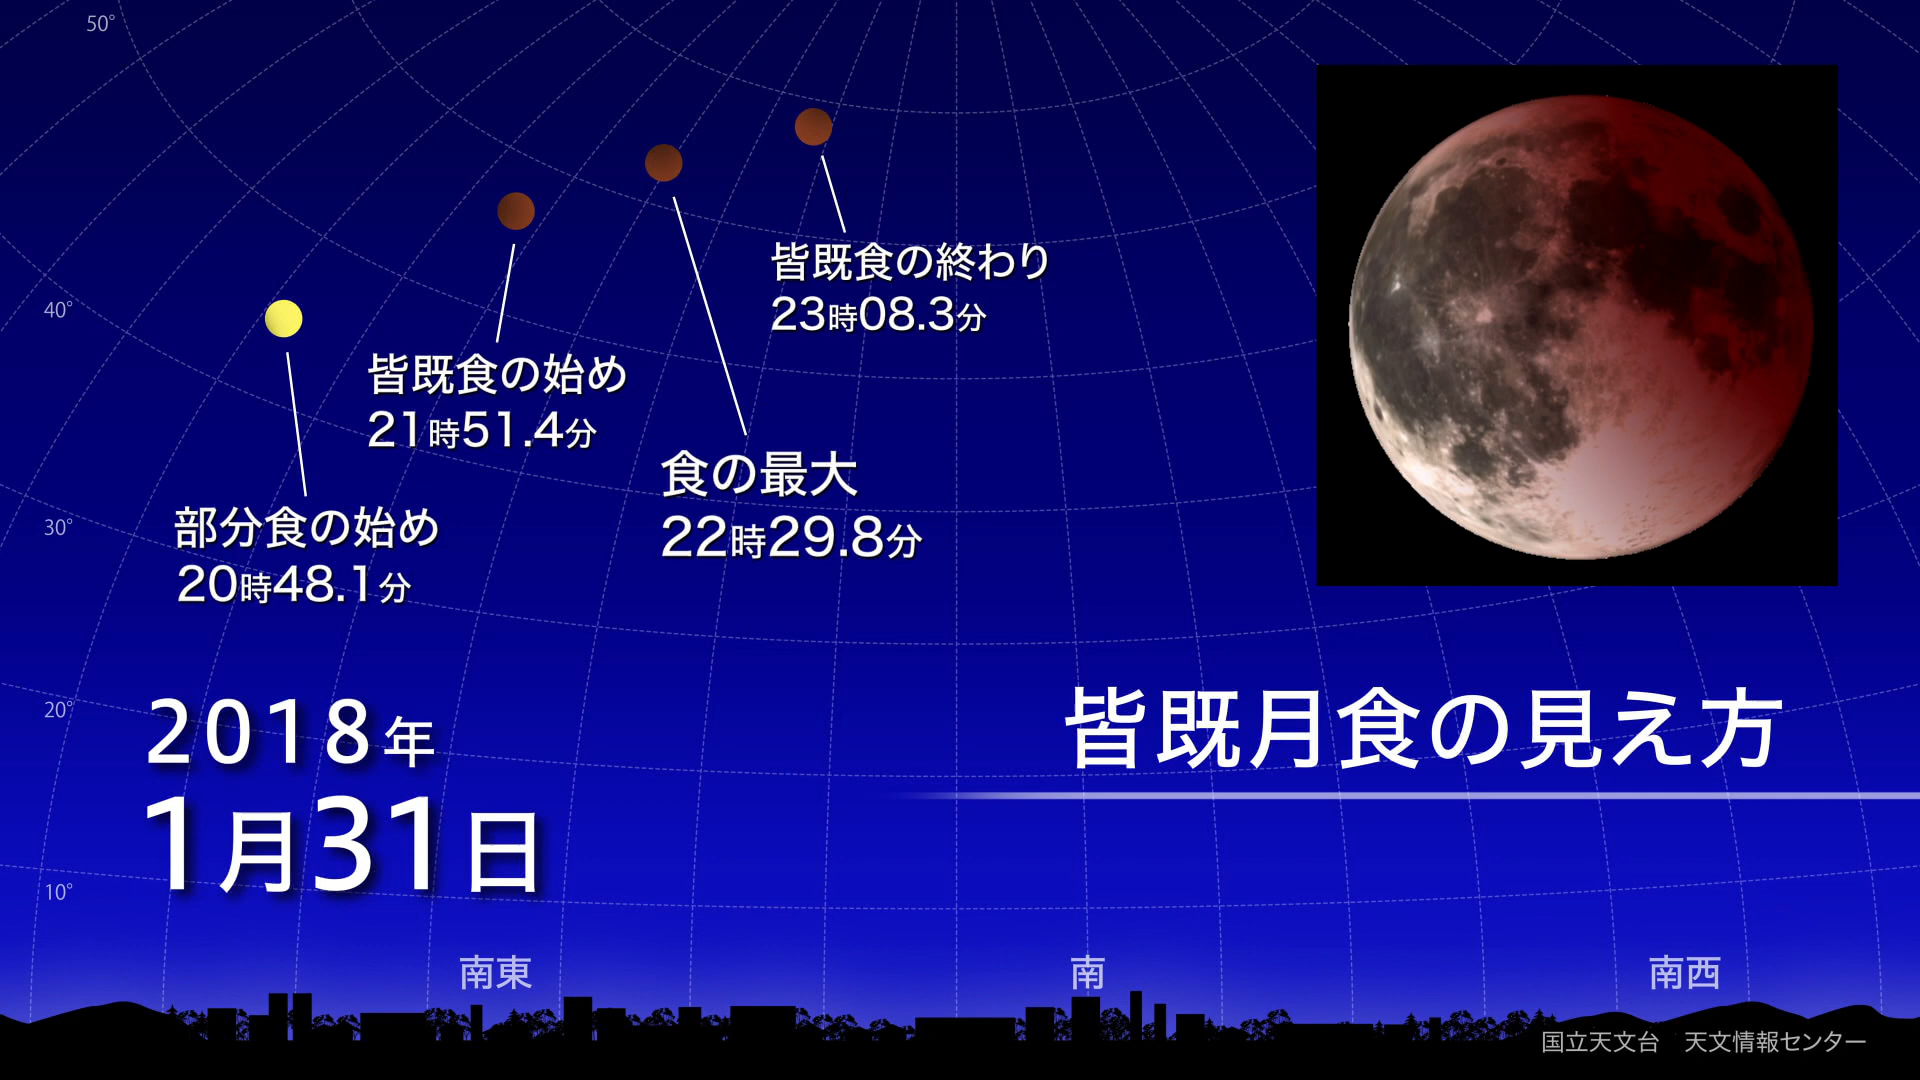 50°
40°
30°
20°
10°
皆既食の終わり
23時08.3分
皆既食の始め
21時51.4分
食の最大
22時29.8分
部分食の始め
20時48.1分
2018年
1月31日
皆既月食の見え方
南東
南
南西
国立天文台 天文情報センター